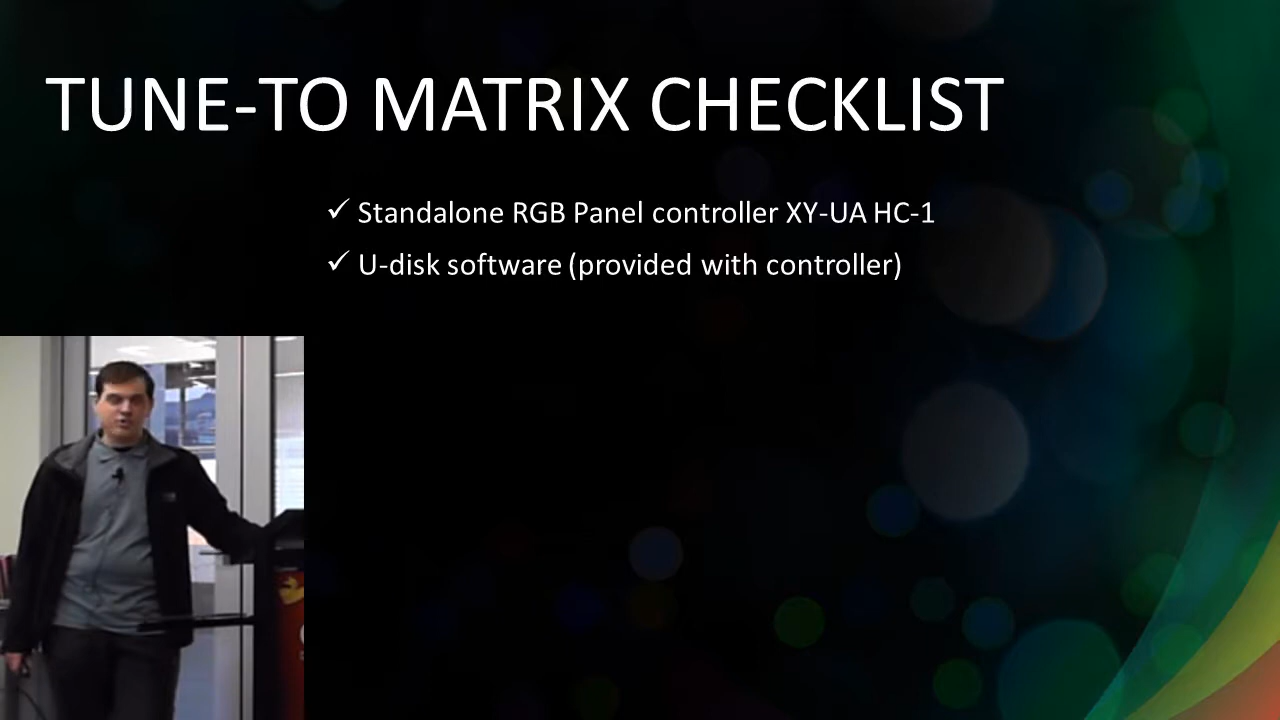 TUNE-TO MATRIX CHECKLIST
✓ Standalone RGB Panel controller XY-UA HC-1
✓ U-disk software (provided with controller)